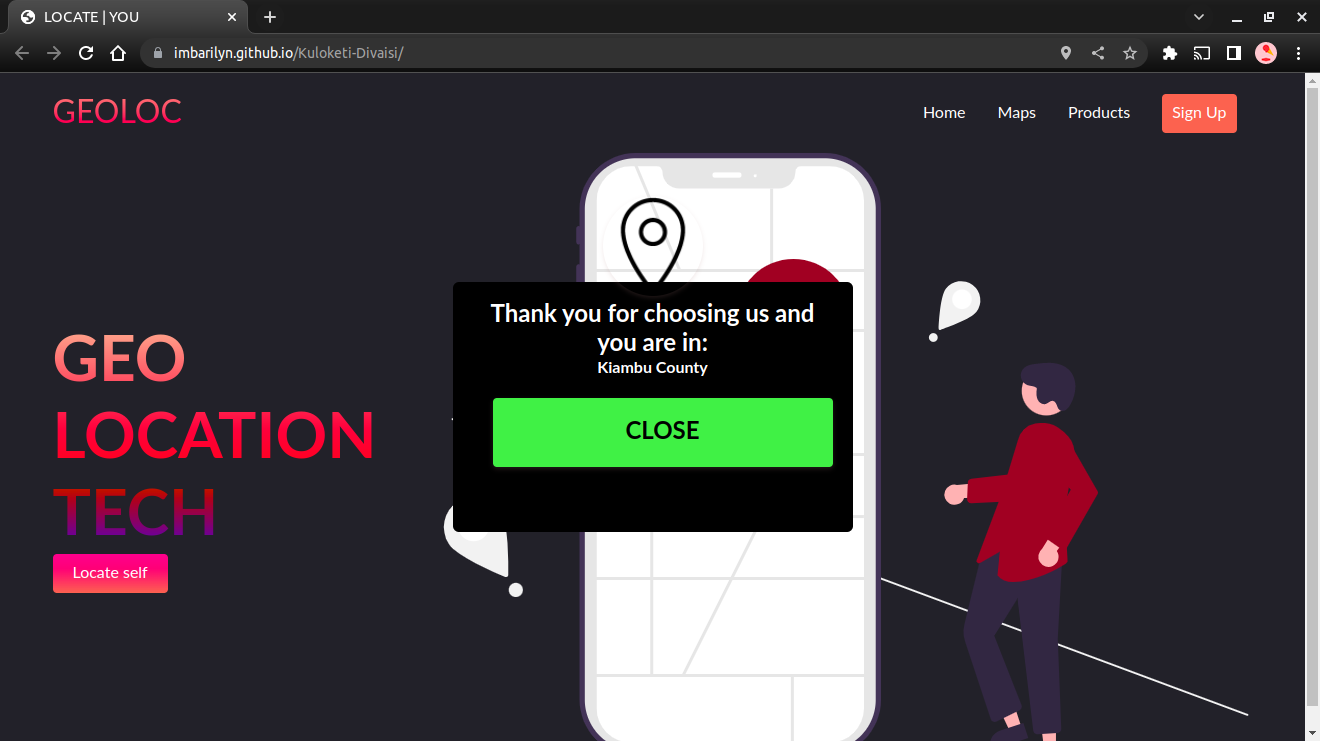 LOCATE | YOU
imbarilyn.github.io/Kuloketi-Divaisi/
GEOLOC
Home
Maps
Products
Sign Up
Thank you for choosing us and
you are in:
Kiambu County
CLOSE
GEO
LOCATION
TECH
Locate self